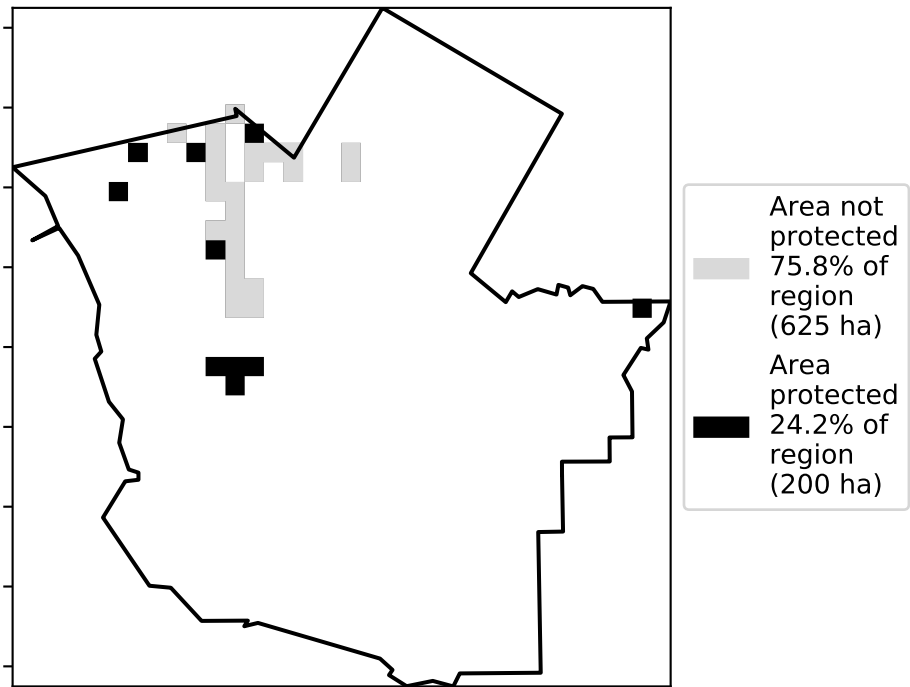 Area not
protected
75.8% of
region
(625 ha)
Area
protected
24.2% of
region
(200 ha)